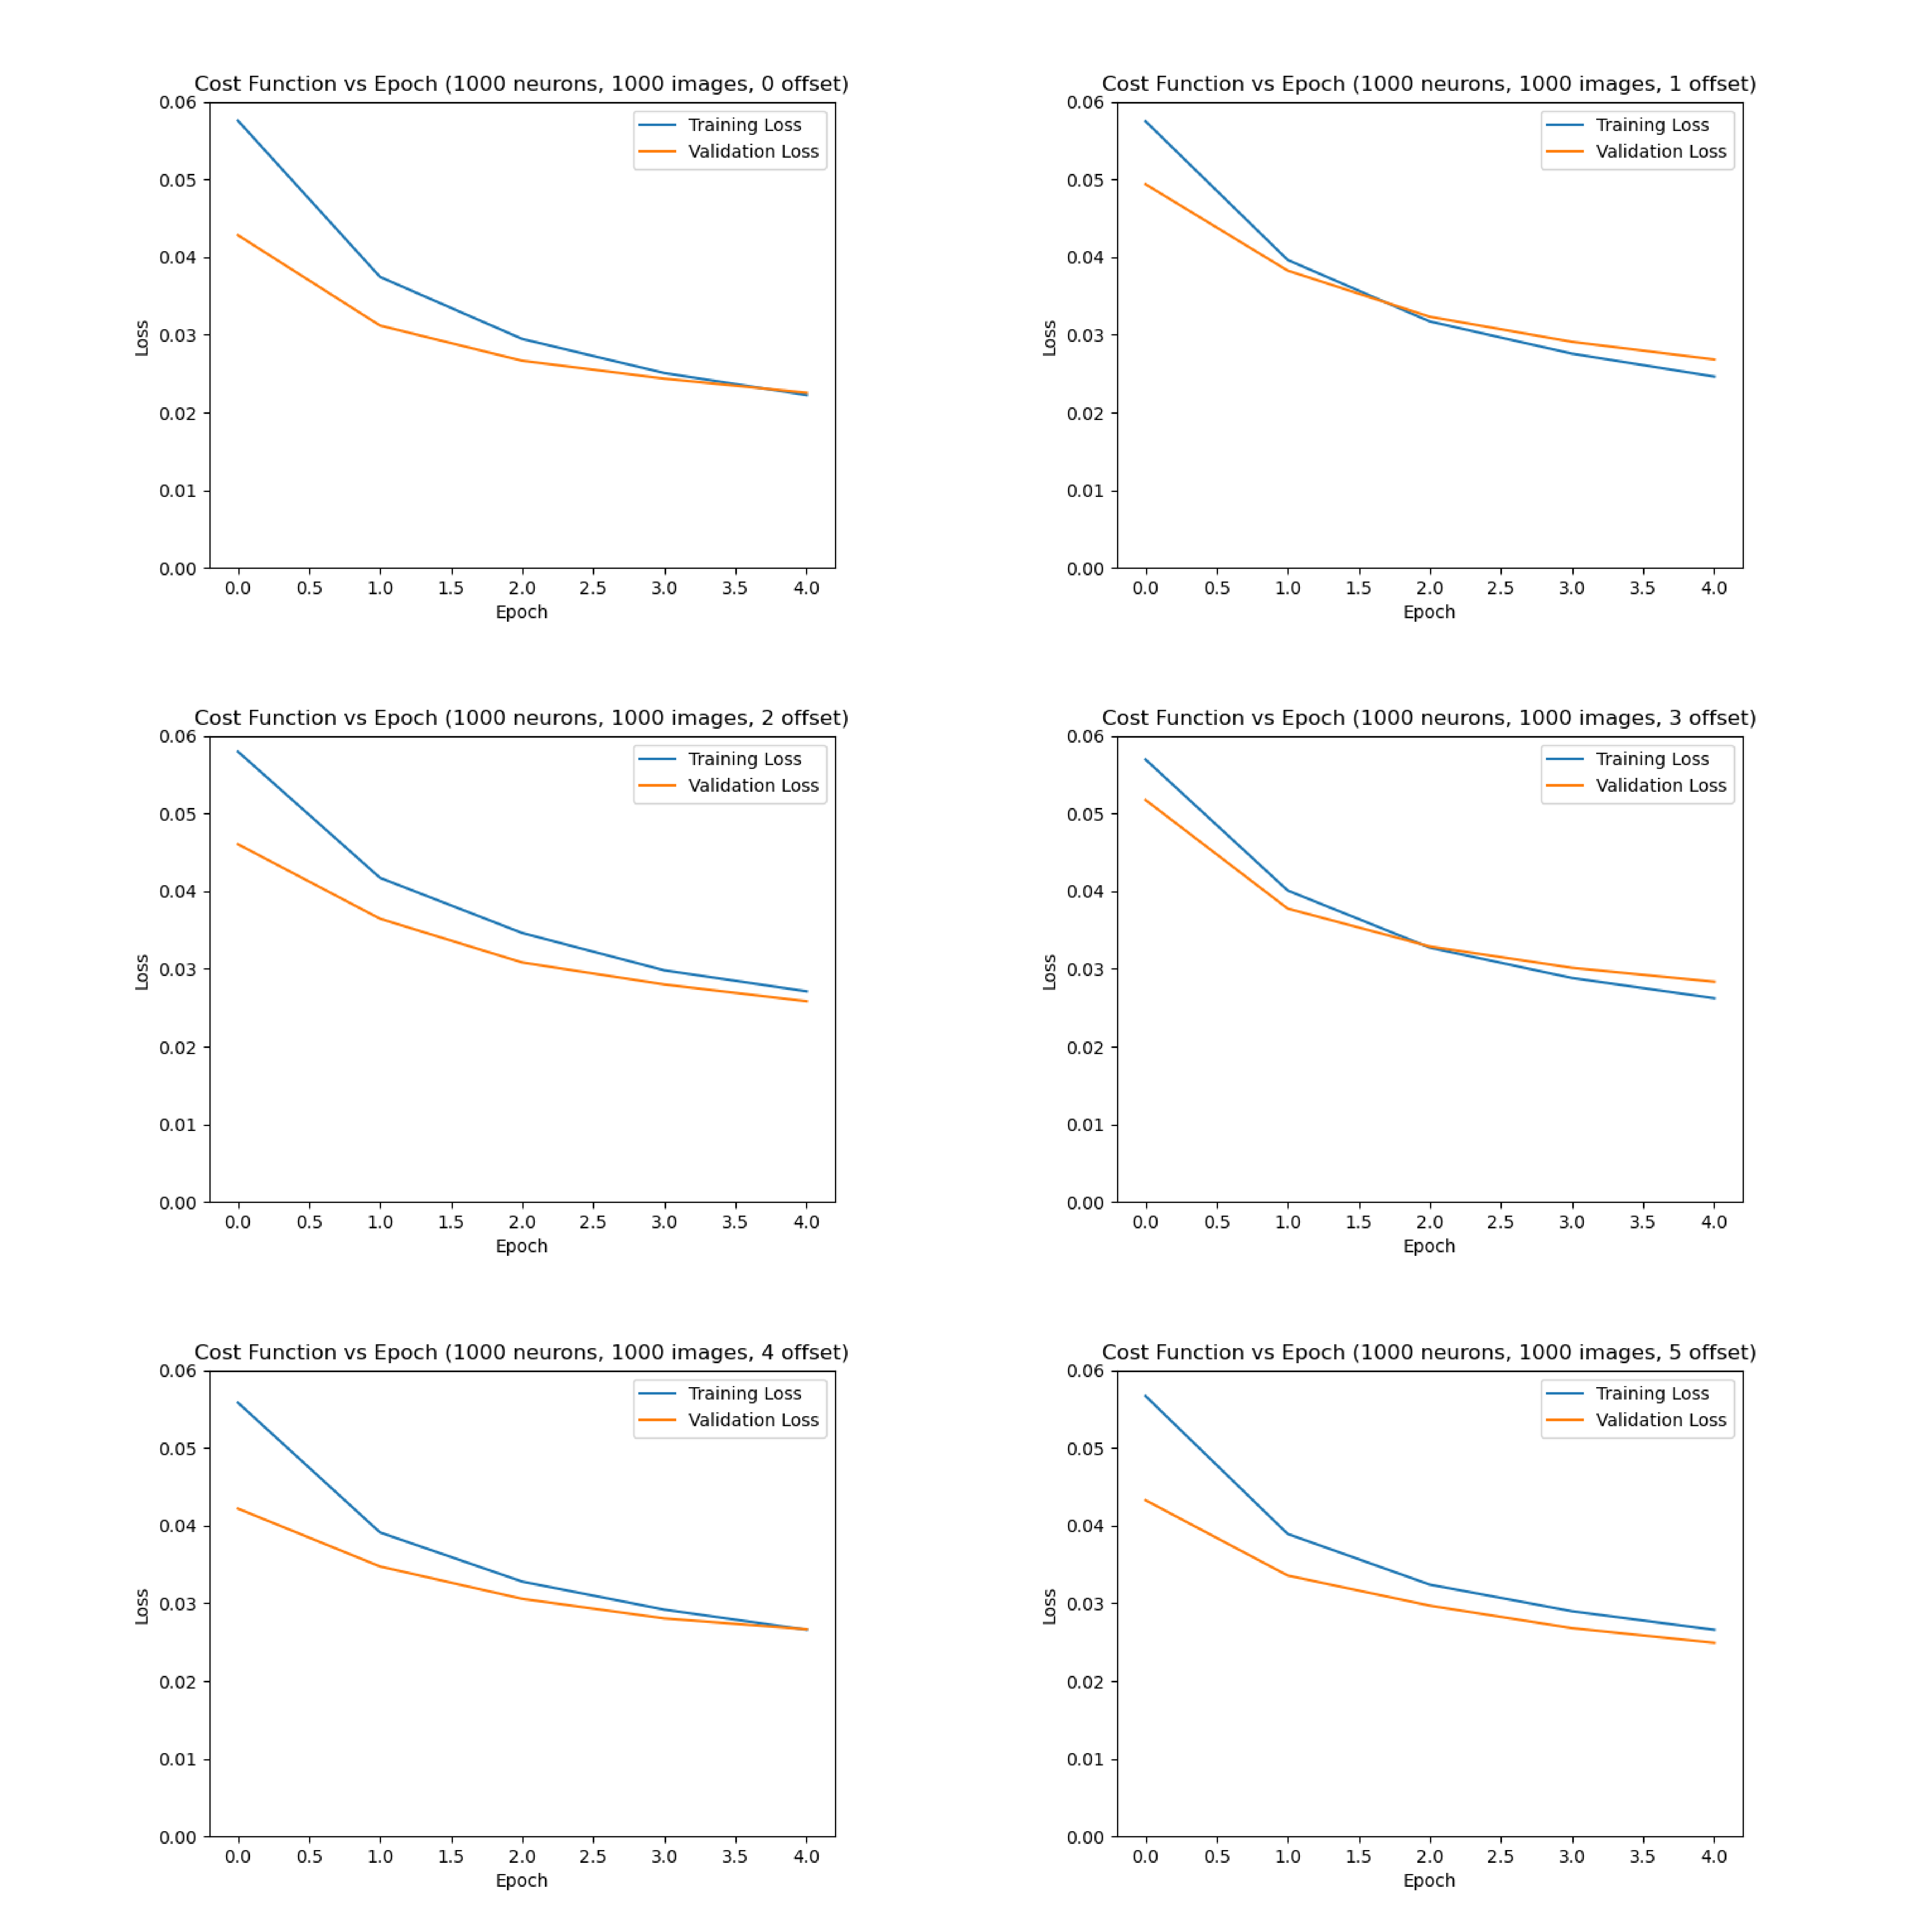 Cost Function vs Epoch (1000 neurons, 1000 images, 0 offset)
0.06
0.05
0.04
0.03
0.02
0.01
0.00
Loss
Training Loss
Validation Loss
0.0 0.5 1.0 1.5 2.0 2.5 3.0 3.5 4.0
Epoch
Cost Function vs Epoch (1000 neurons, 1000 images, 1 offset)
0.06
0.05
0.04
0.03
0.02
0.01
0.00
Loss
Training Loss
Validation Loss
0.0 0.5 1.0 1.5 2.0 2.5 3.0 3.5 4.0
Epoch
Cost Function vs Epoch (1000 neurons, 1000 images, 2 offset)
0.06
0.05
0.04
0.03
0.02
0.01
0.00
Loss
Training Loss
Validation Loss
0.0 0.5 1.0 1.5 2.0 2.5 3.0 3.5 4.0
Epoch
Cost Function vs Epoch (1000 neurons, 1000 images, 3 offset)
0.06
0.05
0.04
0.03
0.02
0.01
0.00
Loss
Training Loss
Validation Loss
0.0 0.5 1.0 1.5 2.0 2.5 3.0 3.5 4.0
Epoch
Cost Function vs Epoch (1000 neurons, 1000 images, 4 offset)
0.06
0.05
0.04
0.03
0.02
0.01
0.00
Loss
Training Loss
Validation Loss
0.0 0.5 1.0 1.5 2.0 2.5 3.0 3.5 4.0
Epoch
Cost Function vs Epoch (1000 neurons, 1000 images, 5 offset)
0.06
0.05
0.04
0.03
0.02
0.01
0.00
Loss
Training Loss
Validation Loss
0.0 0.5 1.0 1.5 2.0 2.5 3.0 3.5 4.0
Epoch